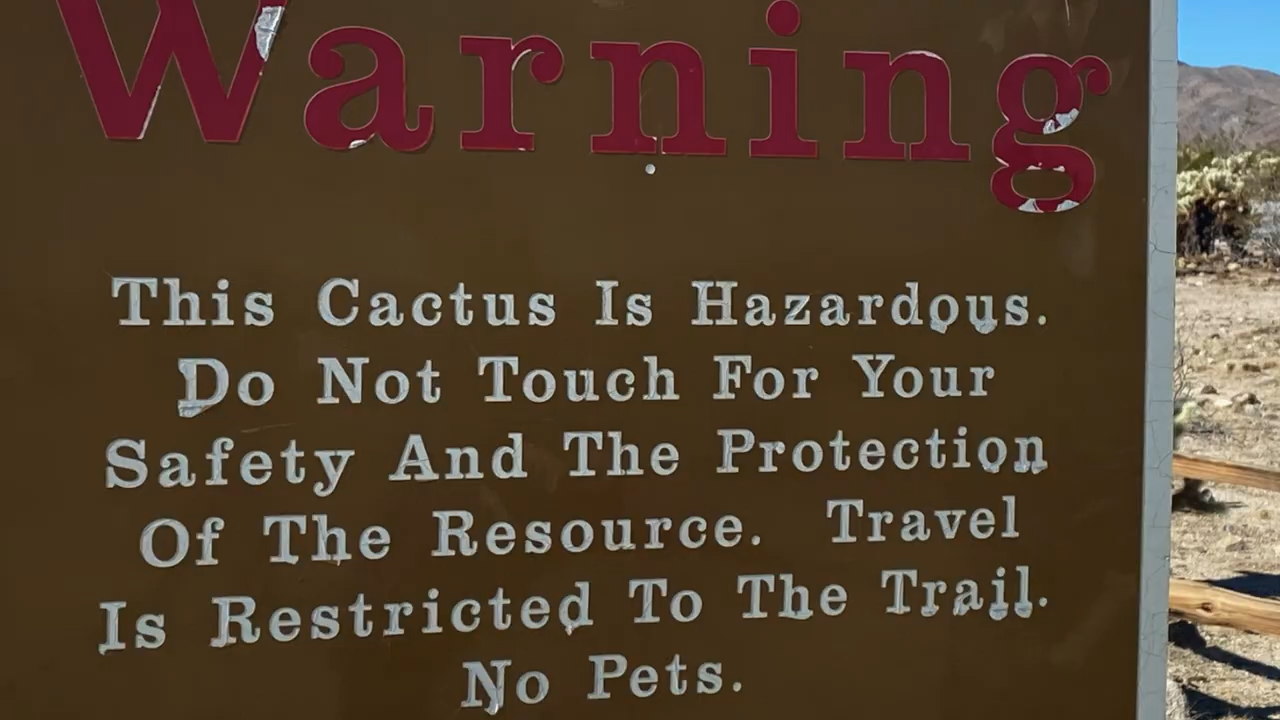 Warning
This Cactus Is Hazardous.
Do Not Touch For Your
Safety And The Protection
Of The Resource. Travel
Is Restricted To The Trail.
No Pets.